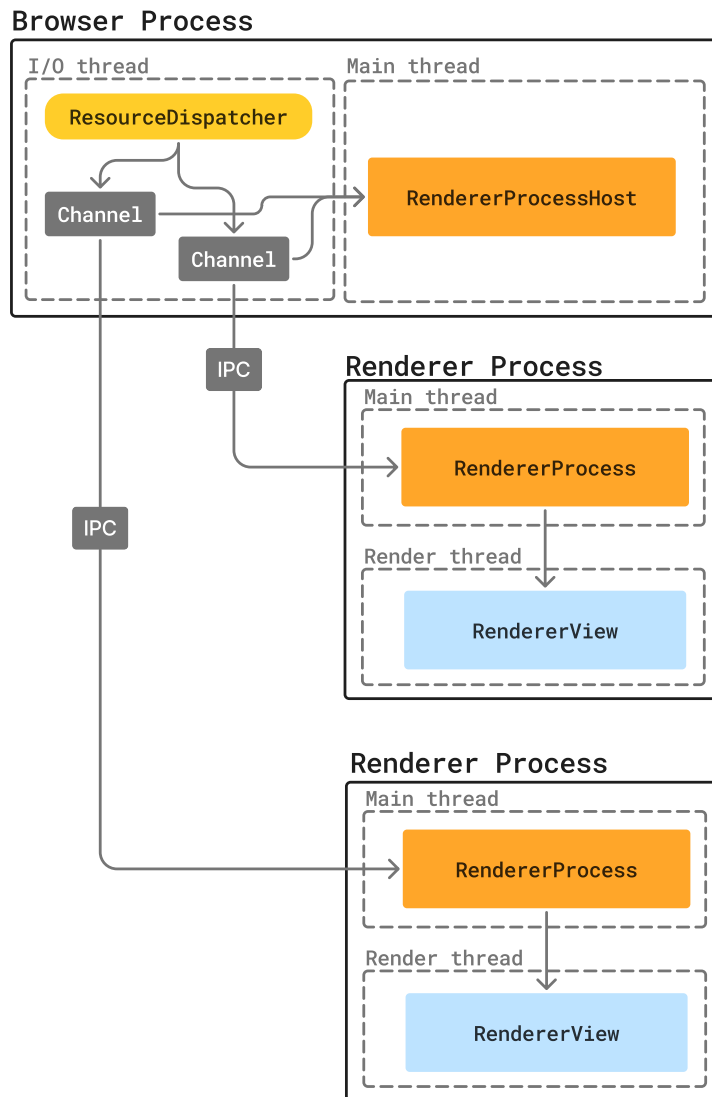 Browser Process
I/O thread
Main thread
ResourceDispatcher
RendererProcessHost
Channel
Channel
IPC
Renderer Process
Main thread
RendererProcess
IPC
Render thread
RendererView
Renderer Process
Main thread
RendererProcess
Render thread
RendererView